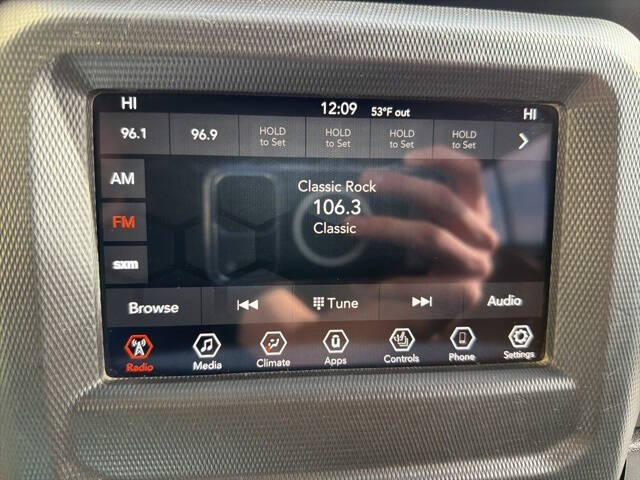 HI 12:09 53°F out HI
96.1 96.9 HOLD to Set HOLD to Set HOLD to Set HOLD to Set
AM
Classic Rock
106.3
FM
Classic
sxm
Browse Tune Audio
Radio Media Climate Apps Controls Phone Settings